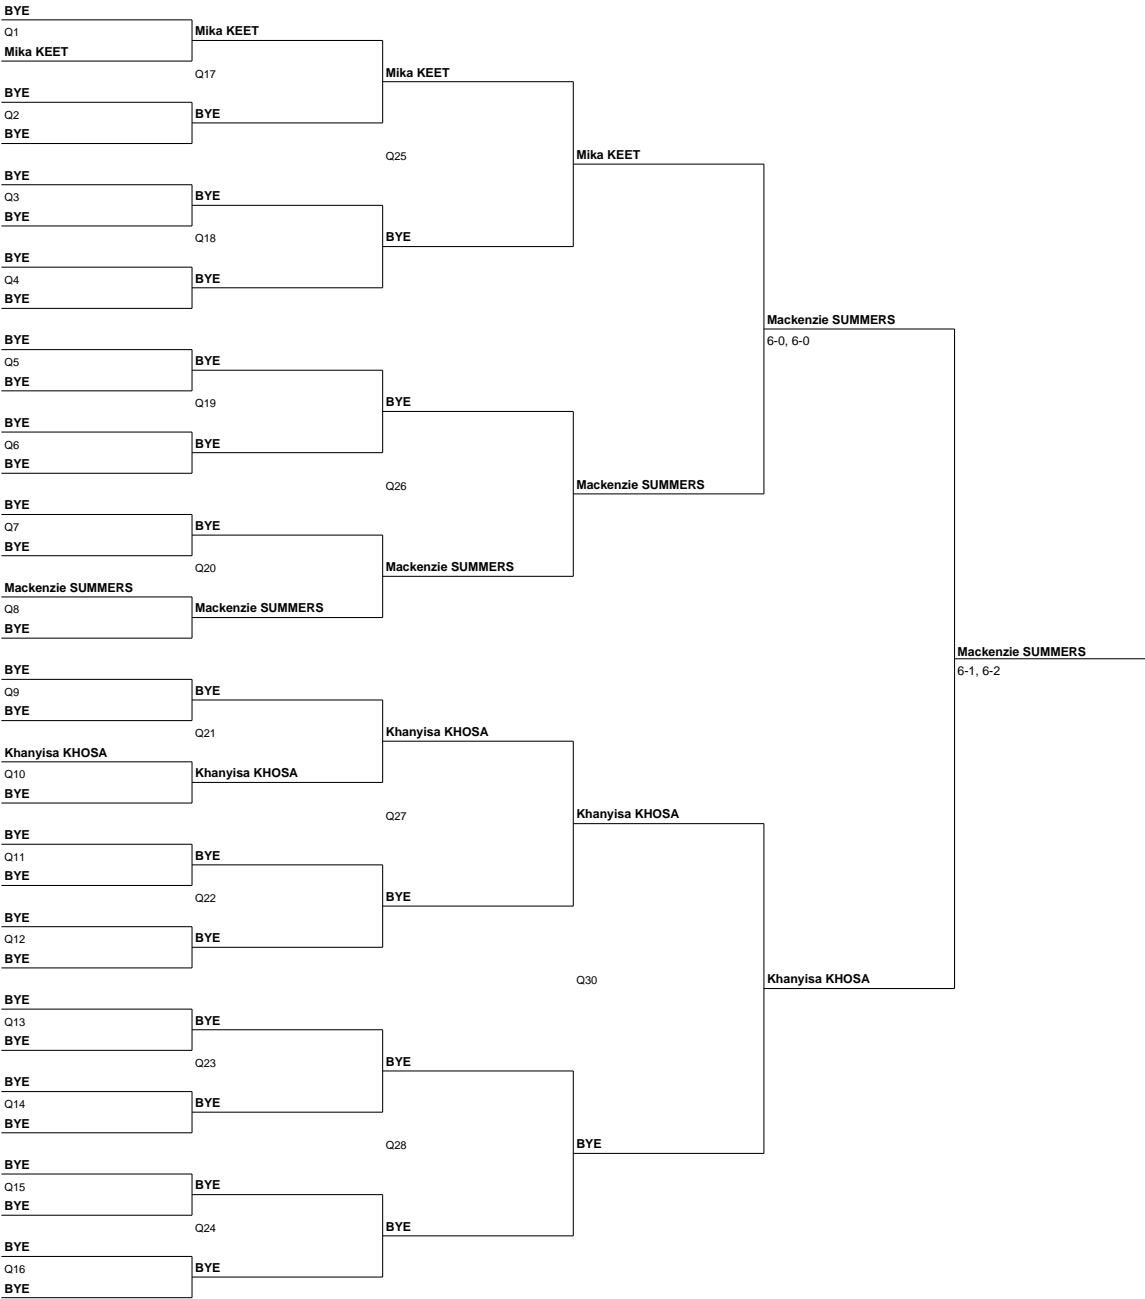 BYE
Q1
Mika KEET
Mika KEET
Q17
Mika KEET
BYE
Q2
BYE
BYE
Q25
Mika KEET
BYE
Q3
BYE
BYE
Q18
BYE
BYE
Q4
BYE
BYE
Mackenzie SUMMERS
6-0, 6-0
BYE
Q5
BYE
BYE
Q19
BYE
BYE
Q6
BYE
BYE
Q26
Mackenzie SUMMERS
BYE
Q7
BYE
BYE
Q20
Mackenzie SUMMERS
Mackenzie SUMMERS
Q8
BYE
Mackenzie SUMMERS
Mackenzie SUMMERS
6-1, 6-2
BYE
Q9
BYE
BYE
Q21
Khanyisa KHOSA
Khanyisa KHOSA
Q10
BYE
Khanyisa KHOSA
Q27
Khanyisa KHOSA
BYE
Q11
BYE
BYE
Q22
BYE
BYE
Q12
BYE
BYE
Q30
Khanyisa KHOSA
BYE
Q13
BYE
BYE
Q23
BYE
BYE
Q14
BYE
BYE
Q28
BYE
BYE
Q15
BYE
BYE
Q24
BYE
BYE
Q16
BYE
BYE